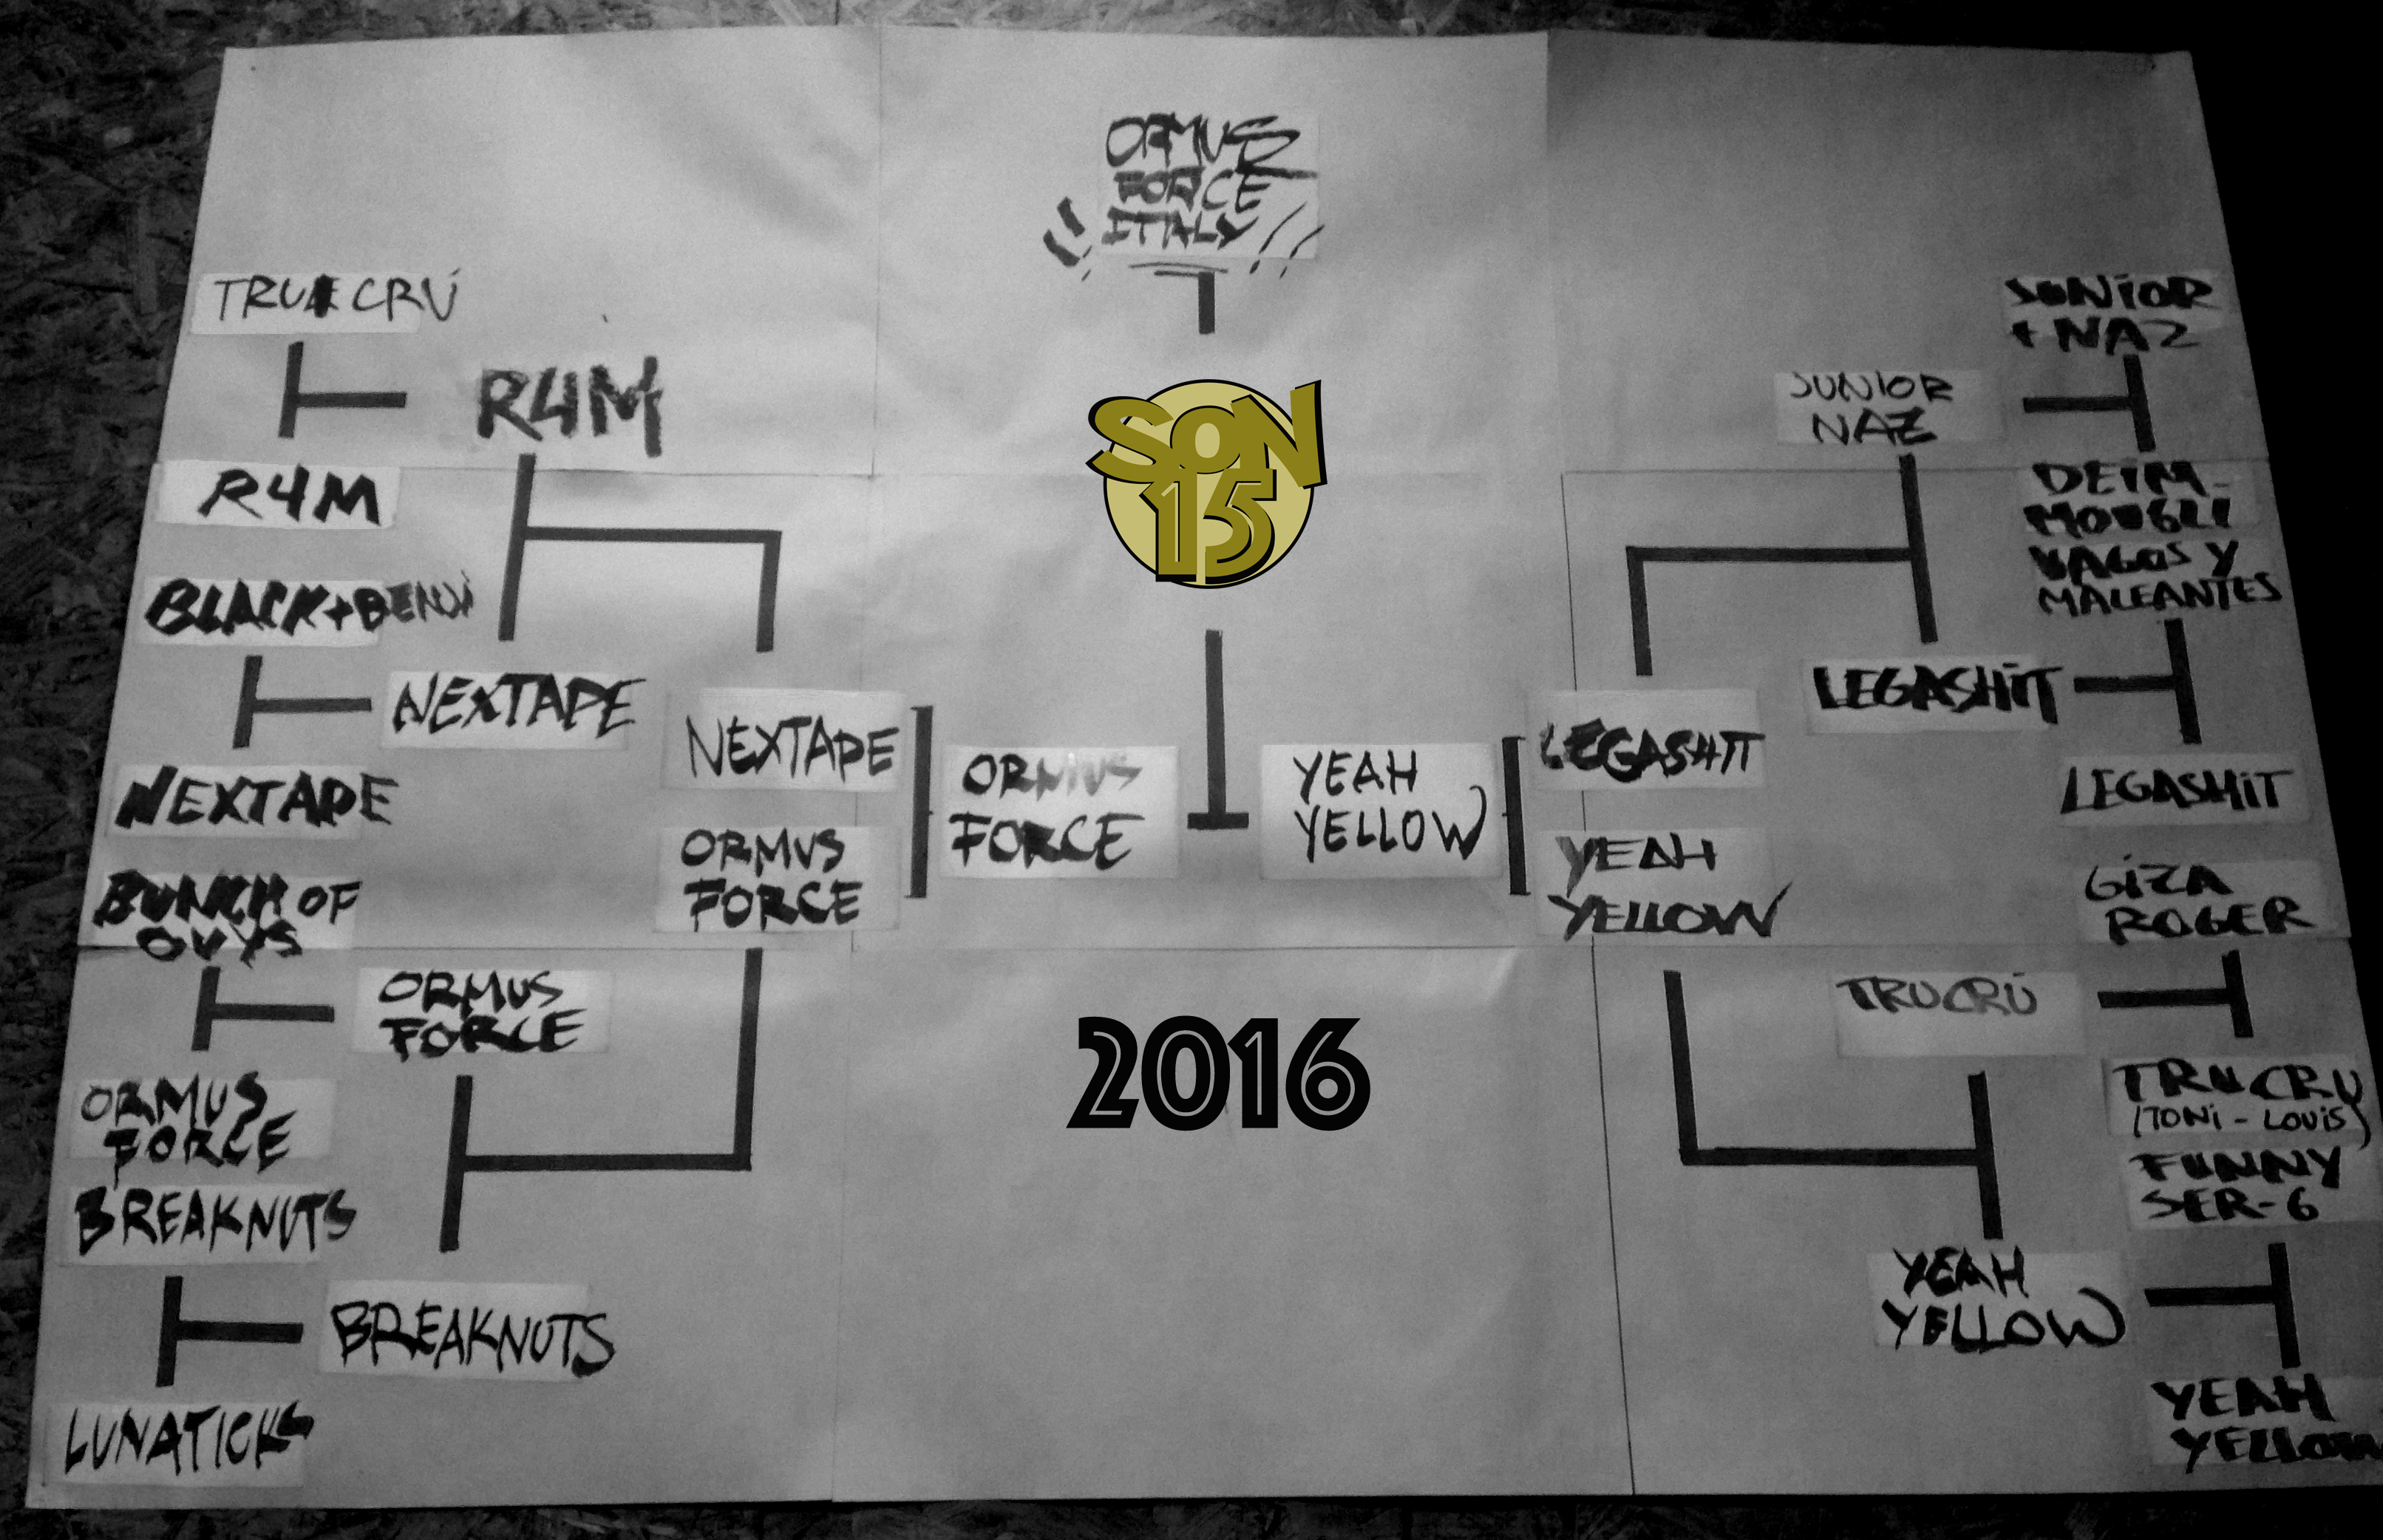 ORMUS
FORCE
ITALY !!
SON
15
TRUE CRÚ
R4M
R4M
BLACK+BENJI
NEXTAPE
NEXTAPE
BUNCH OF
GUYS
ORMUS
FORCE
ORMUS
FORCE
BREAKNUTS
BREAKNUTS
LUNATICKS
NEXTAPE
ORMUS
FORCE
ORMUS
FORCE
YEAH
YELLOW
LEGASHIT
YEAH
YELLOW
2016
JUNIOR
+ NAZ
JUNIOR
NAZ
DEIM-
MOUGLI
VAGOS Y
MALEANTES
LEGASHIT
LEGASHIT
GIZA
ROGER
TRUCRÚ
TRUCRU
(TONI - LOUIS)
FUNNY
SER-6
YEAH
YELLOW
YEAH
YELLOW